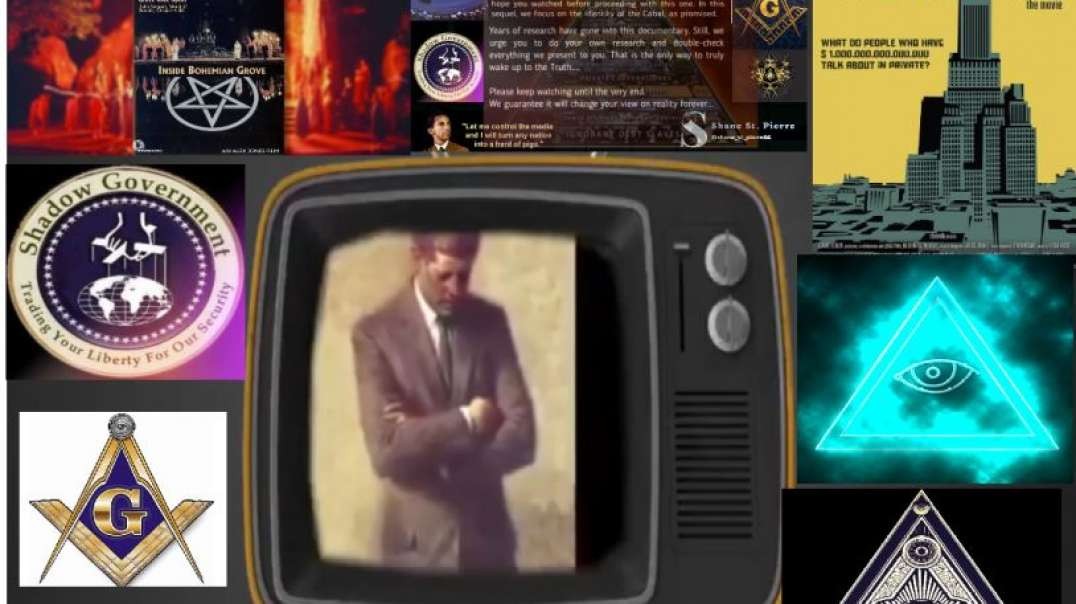 INSIDE BOHEMIAN GROVE
hope you watched before proceeding with this one. In this
sequel, we focus on the identity of the Cabal, as promised.
Years of research have gone into this documentary. Still, we
urge you to do your own research and double-check
everything we present to you. That is the only way to truly
wake up to the Truth...
Please keep watching until the very end.
We guarantee it will change your view on reality forever...
"Let me control the media
and I will turn any nation
into a herd of pigs."
S
Shane St. Pierre
the movie
WHAT DO PEOPLE WHO HAVE
TALK ABOUT IN PRIVATE?
Shadow Government
Trading Your Liberty For Our Security
G
G